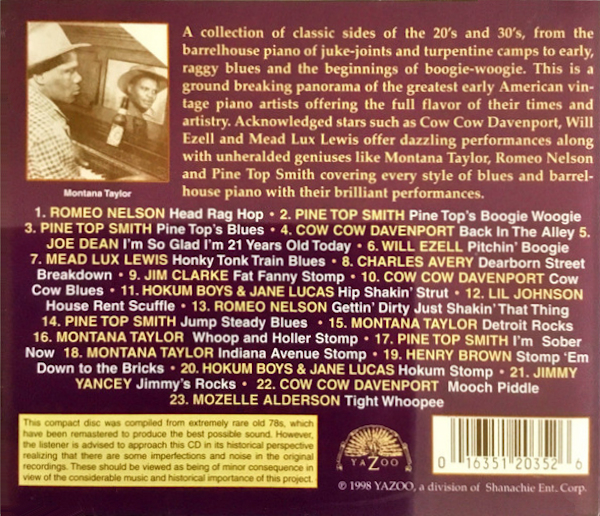 A collection of classic sides of the 20's and 30's, from the
barrelhouse piano of juke-joints and turpentine camps to early,
raggy blues and the beginnings of boogie-woogie. This is a
ground breaking panorama of the greatest early American vin-
tage piano artists offering the full flavor of their times and
artistry. Acknowledged stars such as Cow Cow Davenport, Will
Ezell and Mead Lux Lewis offer dazzling performances along
with unheralded geniuses like Montana Taylor, Romeo Nelson
and Pine Top Smith covering every style of blues and barrel-
house piano with their brilliant performances.
Montana Taylor
1. ROMEO NELSON Head Rag Hop • 2. PINE TOP SMITH Pine Top's Boogie Woogie
3. PINE TOP SMITH Pine Top's Blues • 4. COW COW DAVENPORT Back In The Alley 5.
JOE DEAN I'm So Glad I'm 21 Years Old Today • 6. WILL EZELL Pitchin' Boogie
7. MEAD LUX LEWIS Honky Tonk Train Blues • 8. CHARLES AVERY Dearborn Street
Breakdown • 9. JIM CLARKE Fat Fanny Stomp • 10. COW COW DAVENPORT Cow
Cow Blues • 11. HOKUM BOYS & JANE LUCAS Hip Shakin' Strut • 12. LIL JOHNSON
House Rent Scuffle • 13. ROMEO NELSON Gettin' Dirty Just Shakin' That Thing
14. PINE TOP SMITH Jump Steady Blues • 15. MONTANA TAYLOR Detroit Rocks
16. MONTANA TAYLOR Whoop and Holler Stomp • 17. PINE TOP SMITH I'm Sober
Now 18. MONTANA TAYLOR Indiana Avenue Stomp • 19. HENRY BROWN Stomp 'Em
Down to the Bricks • 20. HOKUM BOYS & JANE LUCAS Hokum Stomp • 21. JIMMY
YANCEY Jimmy's Rocks • 22. COW COW DAVENPORT Mooch Piddle
23. MOZELLE ALDERSON Tight Whoopee
This compact disc was compiled from extremely rare old 78s, which
have been remastered to produce the best possible sound. However,
the listener is advised to approach this CD in its historical perspective
realizing that there are some imperfections and noise in the original
recordings. These should be viewed as being of minor consequence in
view of the considerable music and historical importance of this project.
YAZOO
0 16351 20352 6
℗ 1998 YAZOO, a division of Shanachie Ent. Corp.